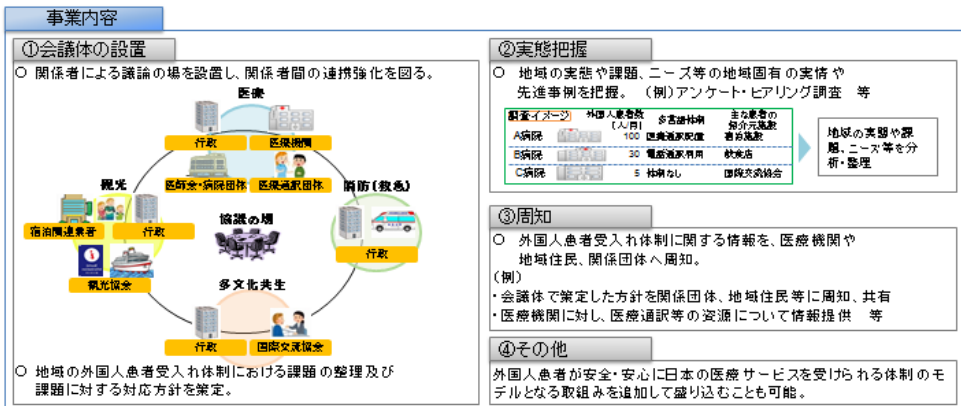 事業内容
①会議体の設置
○ 関係者による議論の場を設置し、関係者間の連携強化を図る。
医療
行政
医療機関
医師会・病院団体
医療通訳団体
観光
宿泊関連業者
行政
観光協会
消防(救急)
行政
協議の場
多文化共生
行政
国際交流協会
○ 地域の外国人患者受入れ体制における課題の整理及び
課題に対する対応方針を策定。
②実態把握
○ 地域の実態や課題、ニーズ等の地域固有の実情や
先進事例を把握。 (例)アンケート・ヒアリング調査 等
調査イメージ 外国人患者数(人/月) 多言語体制 主な患者の紹介元施設
A病院 100 医療通訳配置 宿泊施設
B病院 30 電話通訳利用 飲食店
C病院 5 体制なし 国際交流協会
地域の実態や課
題、ニーズ等を分
析・整理
③周知
○ 外国人患者受入れ体制に関する情報を、医療機関や
地域住民、関係団体へ周知。
(例)
・会議体で策定した方針を関係団体、地域住民等に周知、共有
・医療機関に対し、医療通訳等の資源について情報提供 等
④その他
外国人患者が安全・安心に日本の医療サービスを受けられる体制のモ
デルとなる取組みを追加して盛り込むことも可能。